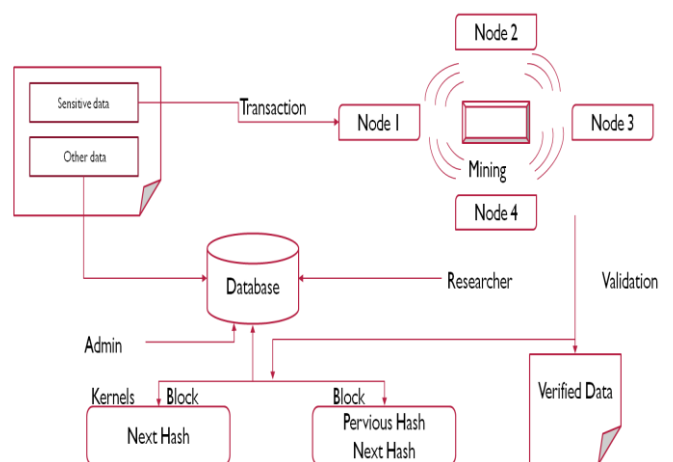 Node 2
Sensitive data
Transaction
Node 1
Node 3
Other data
Mining
Node 4
Database
Researcher
Validation
Admin
Kernels
Block
Block
Verified Data
Next Hash
Pervious Hash
Next Hash